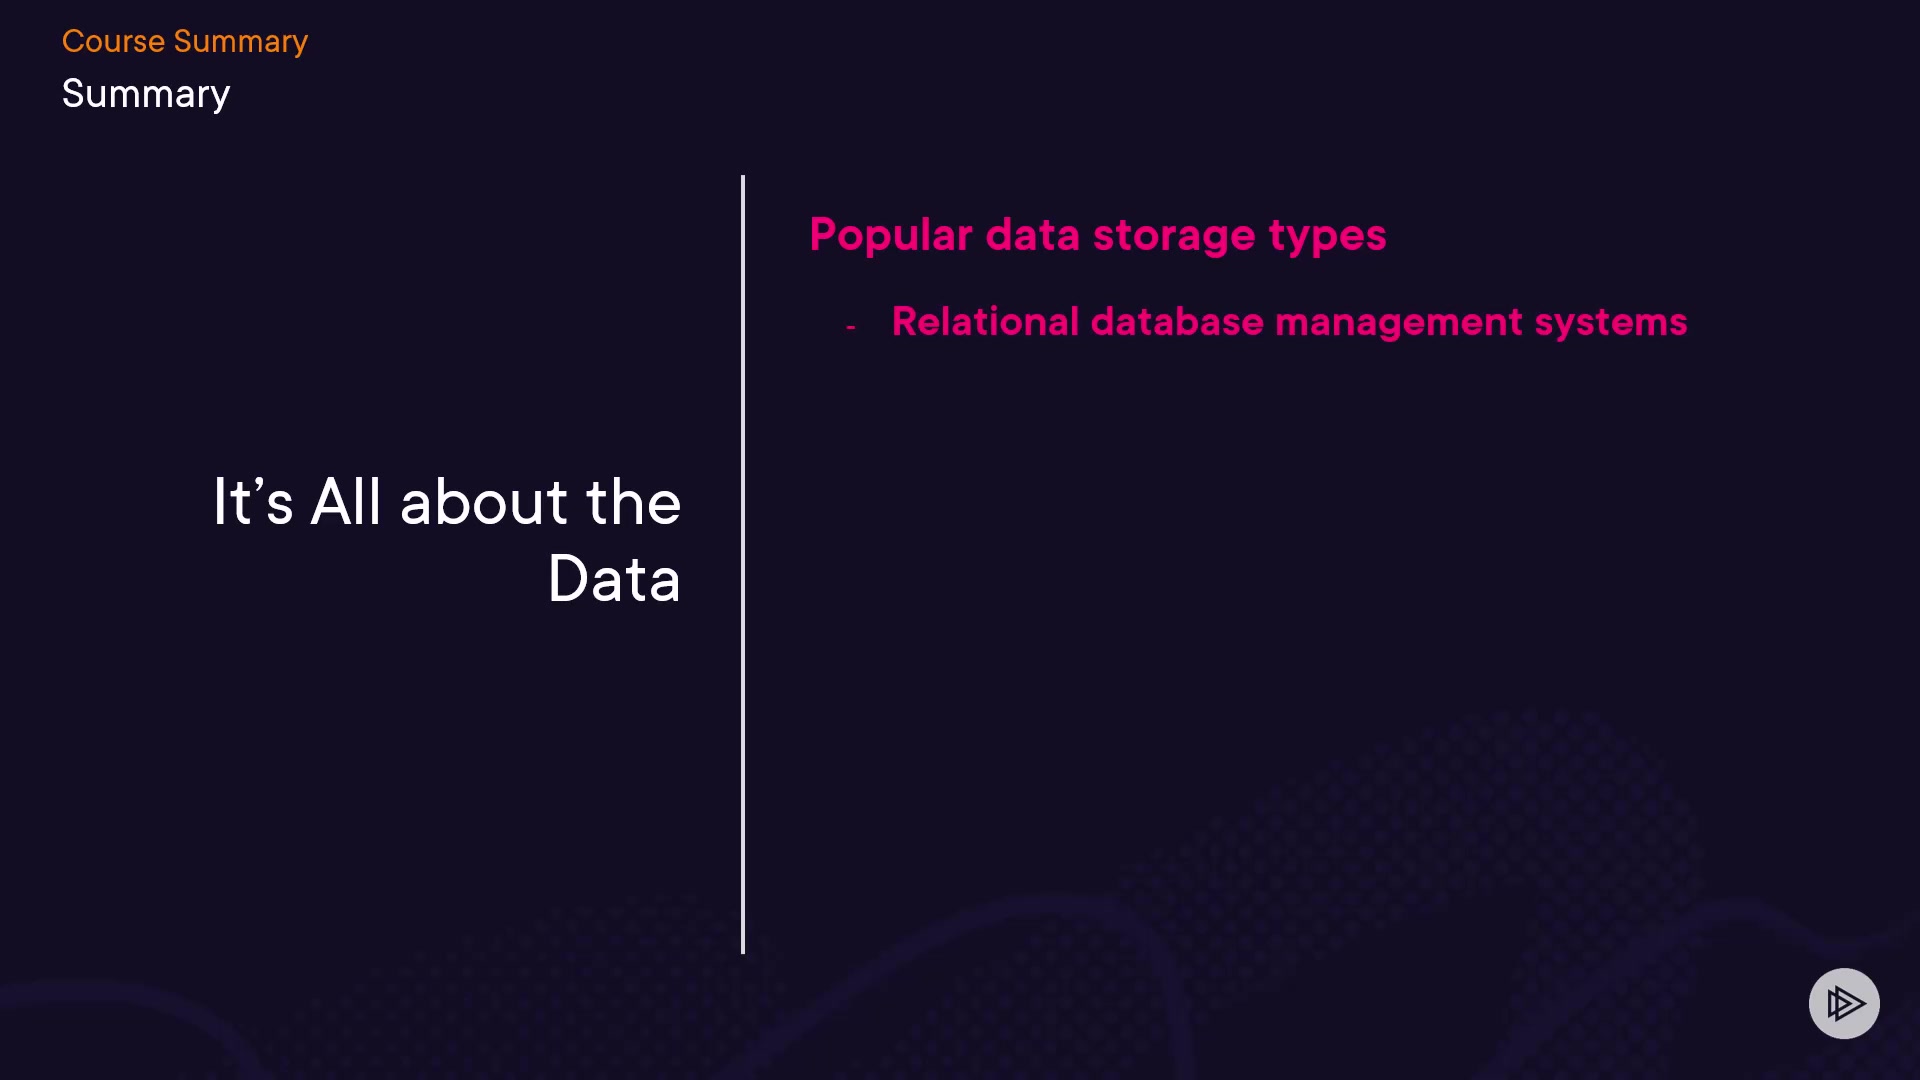 Course Summary
Summary
It’s All about the
Data
Popular data storage types
- Relational database management systems